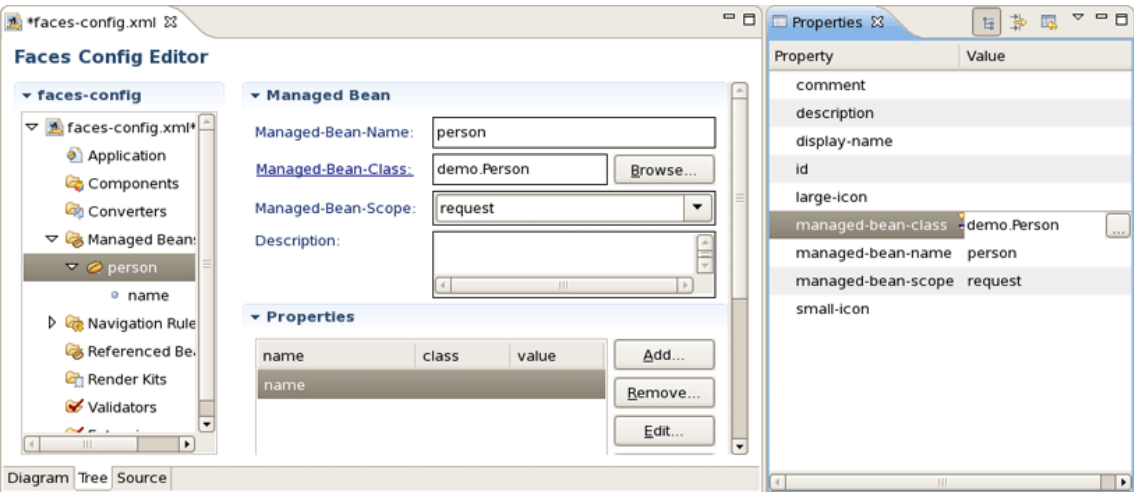 *faces-config.xml
Faces Config Editor
faces-config
faces-config.xml*
Application
Components
Converters
Managed Beans
person
name
Navigation Rule
Referenced Be
Render Kits
Validators
Managed Bean
Managed-Bean-Name: person
Managed-Bean-Class: demo.Person Browse...
Managed-Bean-Scope: request
Description:
Properties
name class value
name
Add...
Remove...
Edit...
Diagram Tree Source
Properties
Property Value
comment
description
display-name
id
large-icon
managed-bean-class demo.Person ...
managed-bean-name person
managed-bean-scope request
small-icon